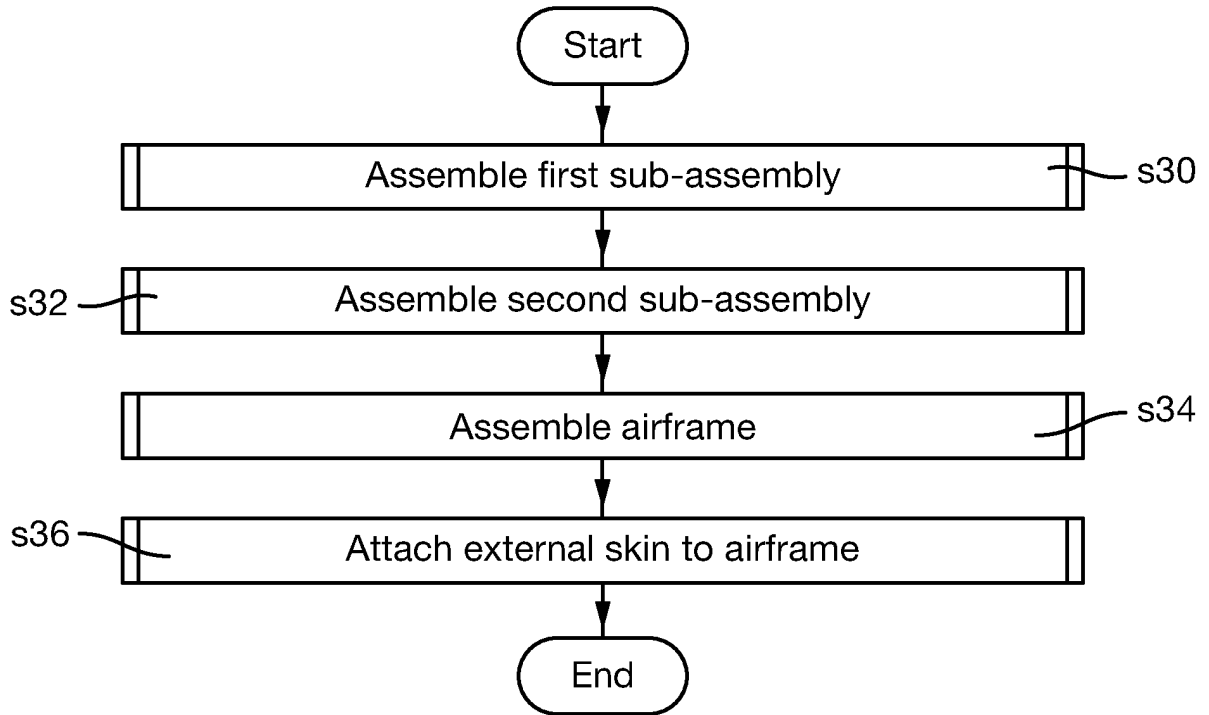 Start
Assemble first sub-assembly
s30
s32
Assemble second sub-assembly
Assemble airframe
s34
s36
Attach external skin to airframe
End